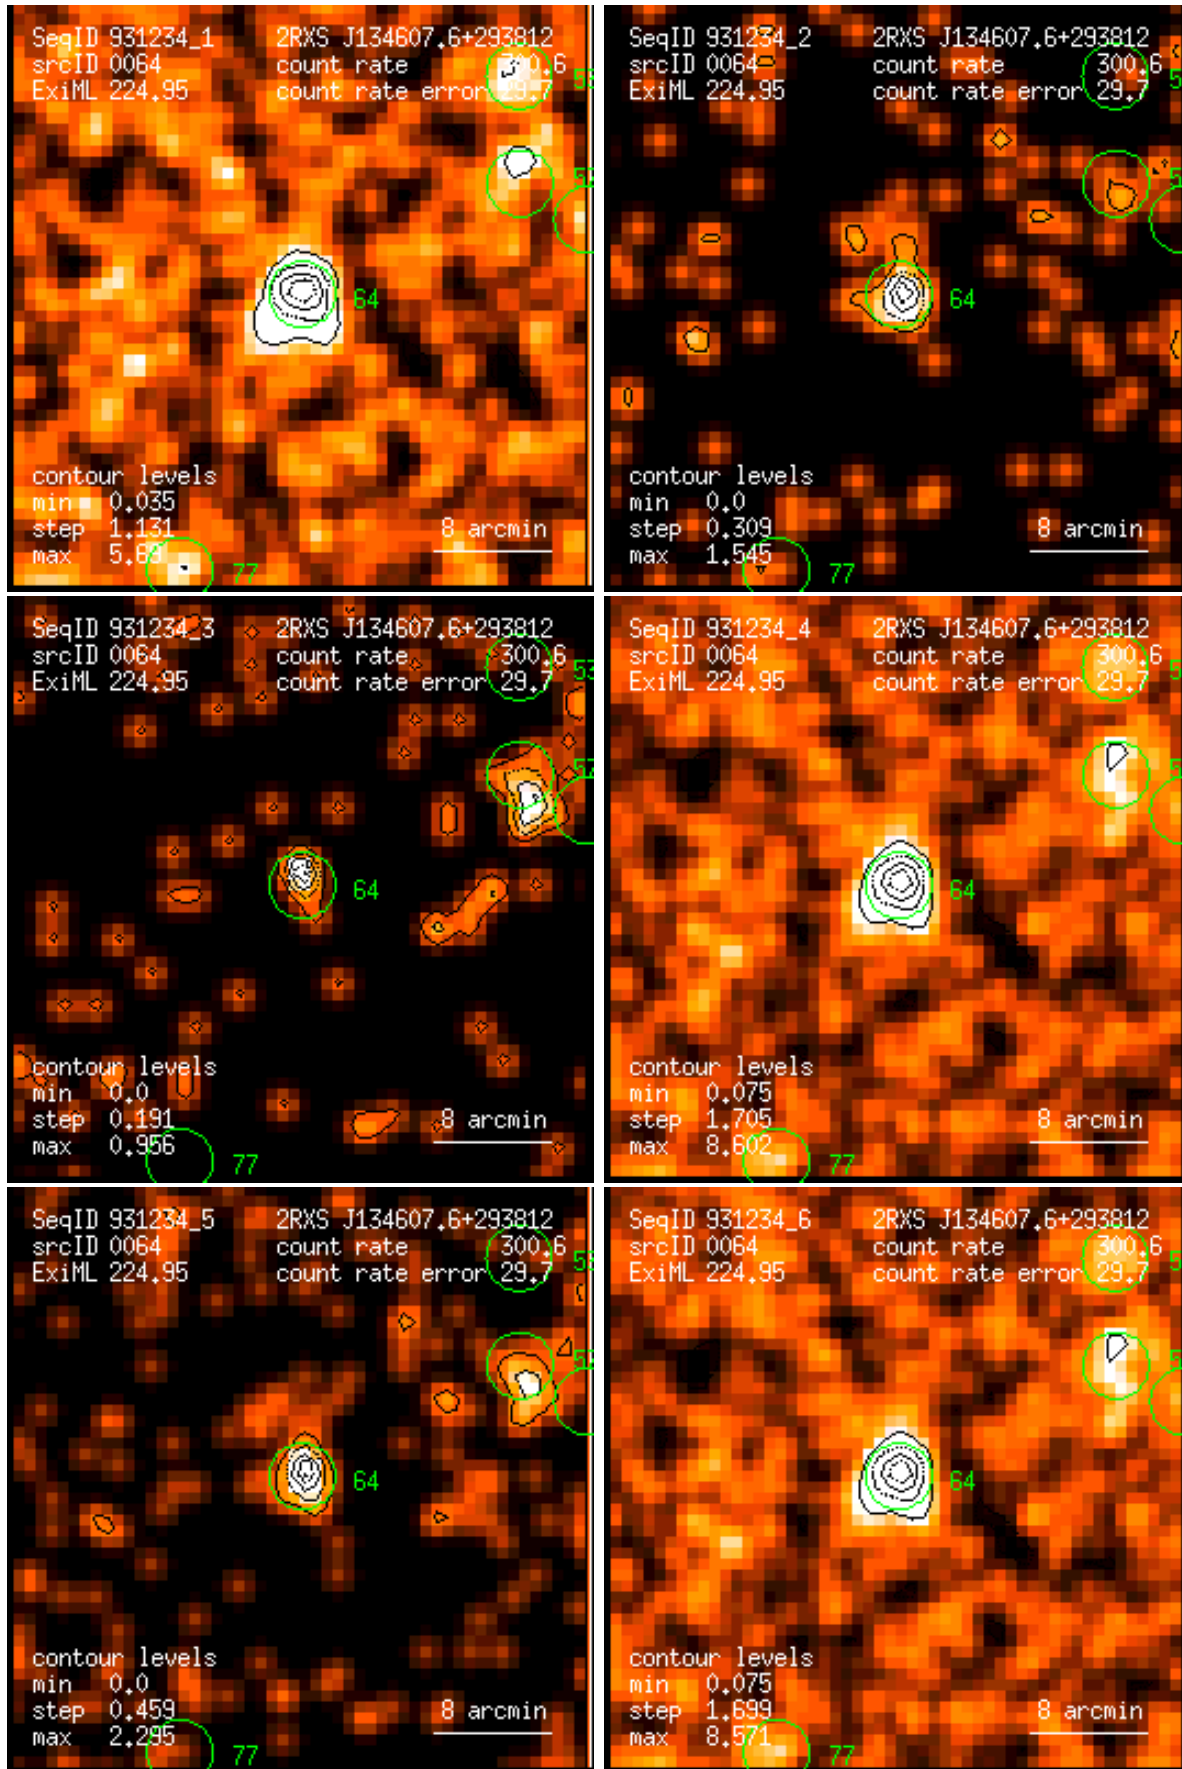 SeqID 931234_1 2RXS J134607.6+293812
srcID 0064 count rate 300.6
ExiML 224.95 count rate error 29.7
64
contour levels
min 0.035
step 1.131
max 5.69
8 arcmin
77
SeqID 931234_2 2RXS J134607.6+293812
srcID 0064 count rate 300.6
ExiML 224.95 count rate error 29.7
64
contour levels
min 0.0
step 0.309
max 1.545
8 arcmin
77
SeqID 931234_3 2RXS J134607.6+293812
srcID 0064 count rate 300.6
ExiML 224.95 count rate error 29.7
64
contour levels
min 0.0
step 0.191
max 0.956
8 arcmin
77
SeqID 931234_4 2RXS J134607.6+293812
srcID 0064 count rate 300.6
ExiML 224.95 count rate error 29.7
64
contour levels
min 0.075
step 1.705
max 8.602
8 arcmin
77
SeqID 931234_5 2RXS J134607.6+293812
srcID 0064 count rate 300.6
ExiML 224.95 count rate error 29.7
64
contour levels
min 0.0
step 0.459
max 2.295
8 arcmin
77
SeqID 931234_6 2RXS J134607.6+293812
srcID 0064 count rate 300.6
ExiML 224.95 count rate error 29.7
64
contour levels
min 0.075
step 1.699
max 8.571
8 arcmin
77